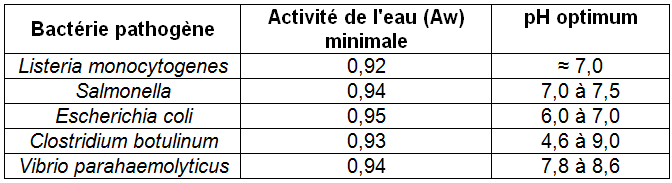 Bactérie pathogène Activité de l'eau (Aw) minimale pH optimum
Listeria monocytogenes 0,92 ≈ 7,0
Salmonella 0,94 7,0 à 7,5
Escherichia coli 0,95 6,0 à 7,0
Clostridium botulinum 0,93 4,6 à 9,0
Vibrio parahaemolyticus 0,94 7,8 à 8,6